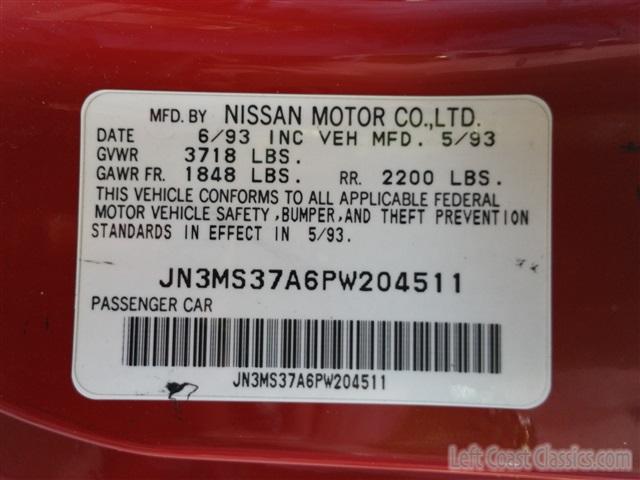 MFD. BY NISSAN MOTOR CO.,LTD.
DATE 6/93 INC VEH MFD. 5/93
GVWR 3718 LBS.
GAWR FR. 1848 LBS. RR. 2200 LBS.
THIS VEHICLE CONFORMS TO ALL APPLICABLE FEDERAL
MOTOR VEHICLE SAFETY ,BUMPER,AND THEFT PREVENTION
STANDARDS IN EFFECT IN 5/93.
JN3MS37A6PW204511
PASSENGER CAR
JN3MS37A6PW204511
Left Coast Classics.com